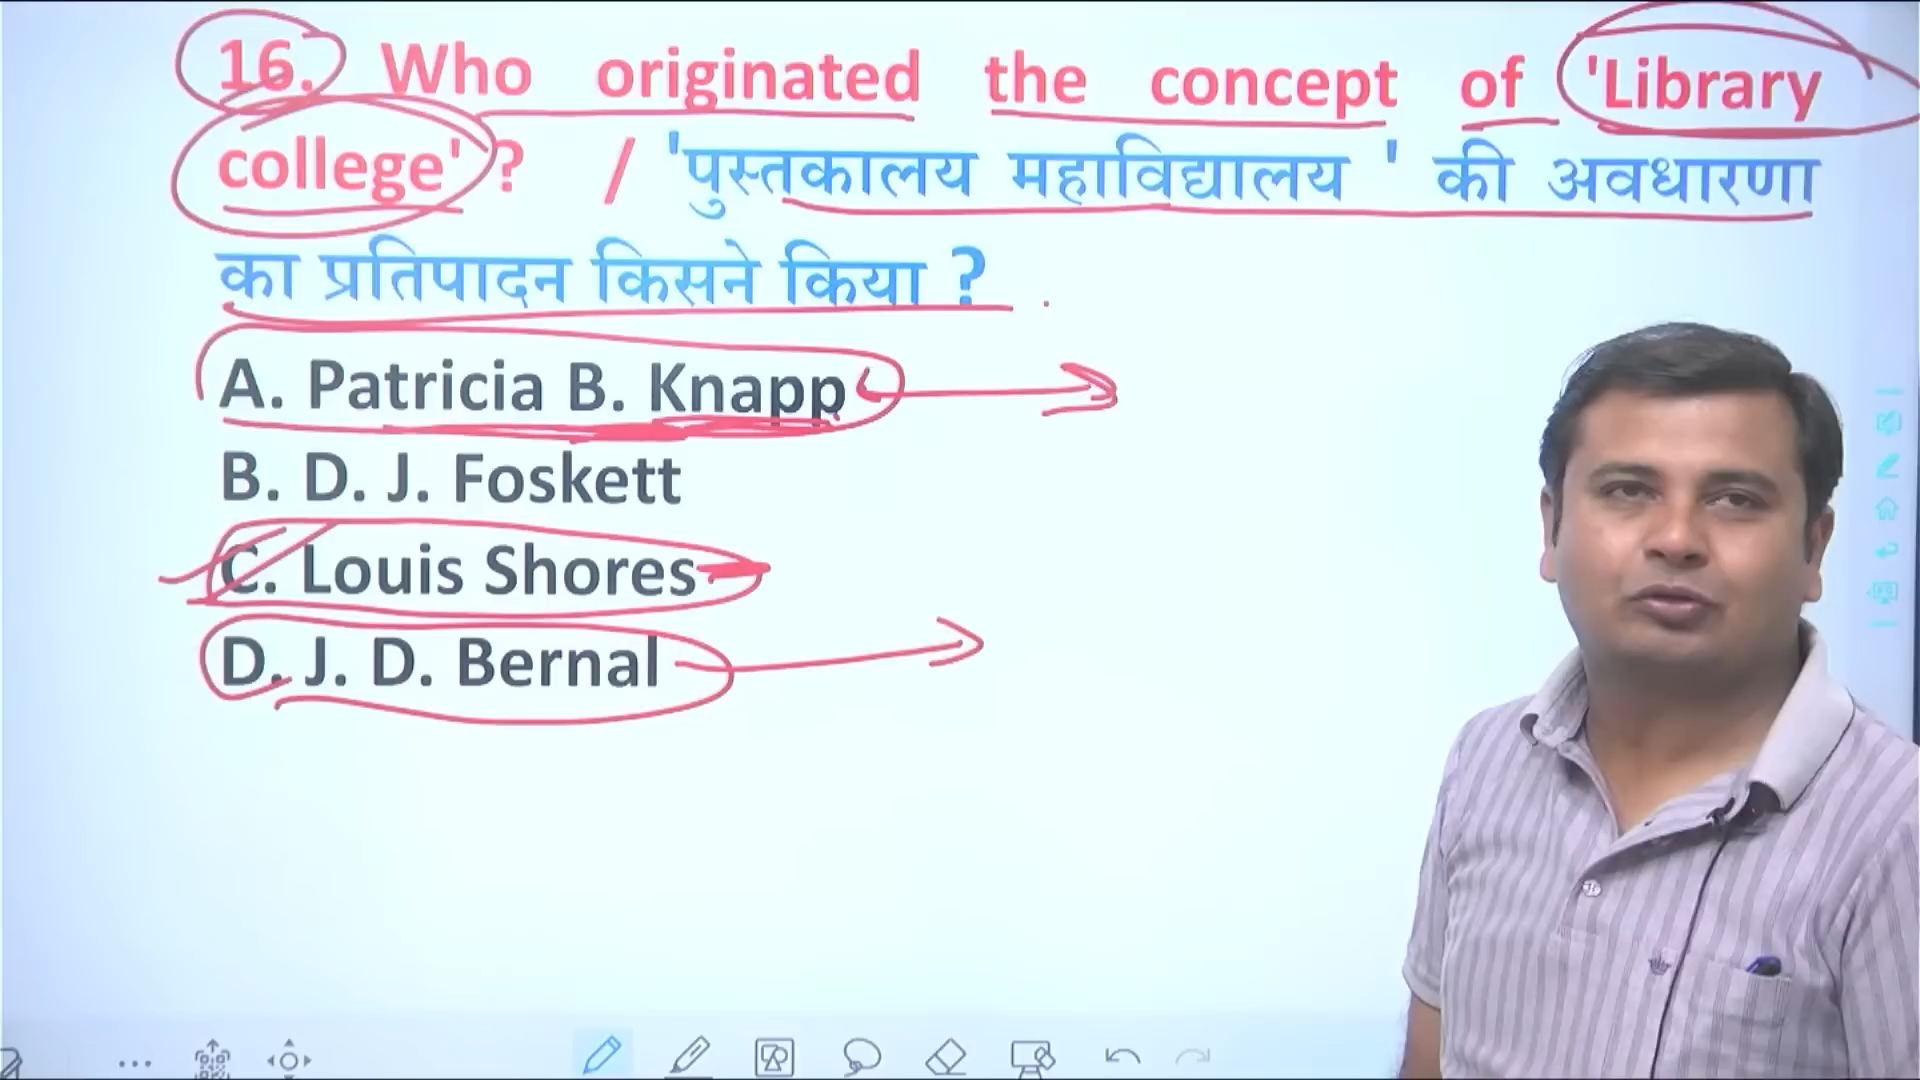 16. Who originated the concept of 'Library
college' ? / 'पुस्तकालय महाविद्यालय ' की अवधारणा
का प्रतिपादन किसने किया ?
A. Patricia B. Knapp
B. D. J. Foskett
C. Louis Shores
D. J. D. Bernal